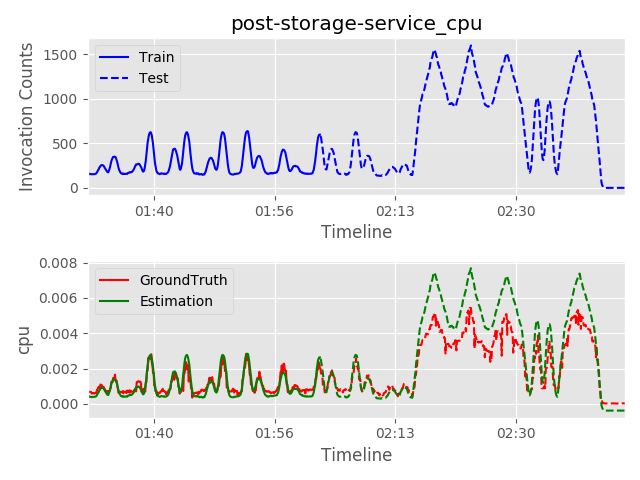 post-storage-service_cpu
Invocation Counts
1500
1000
500
0
Train
Test
01:40
01:56
02:13
02:30
Timeline
cpu
0.008
0.006
0.004
0.002
0.000
GroundTruth
Estimation
01:40
01:56
02:13
02:30
Timeline